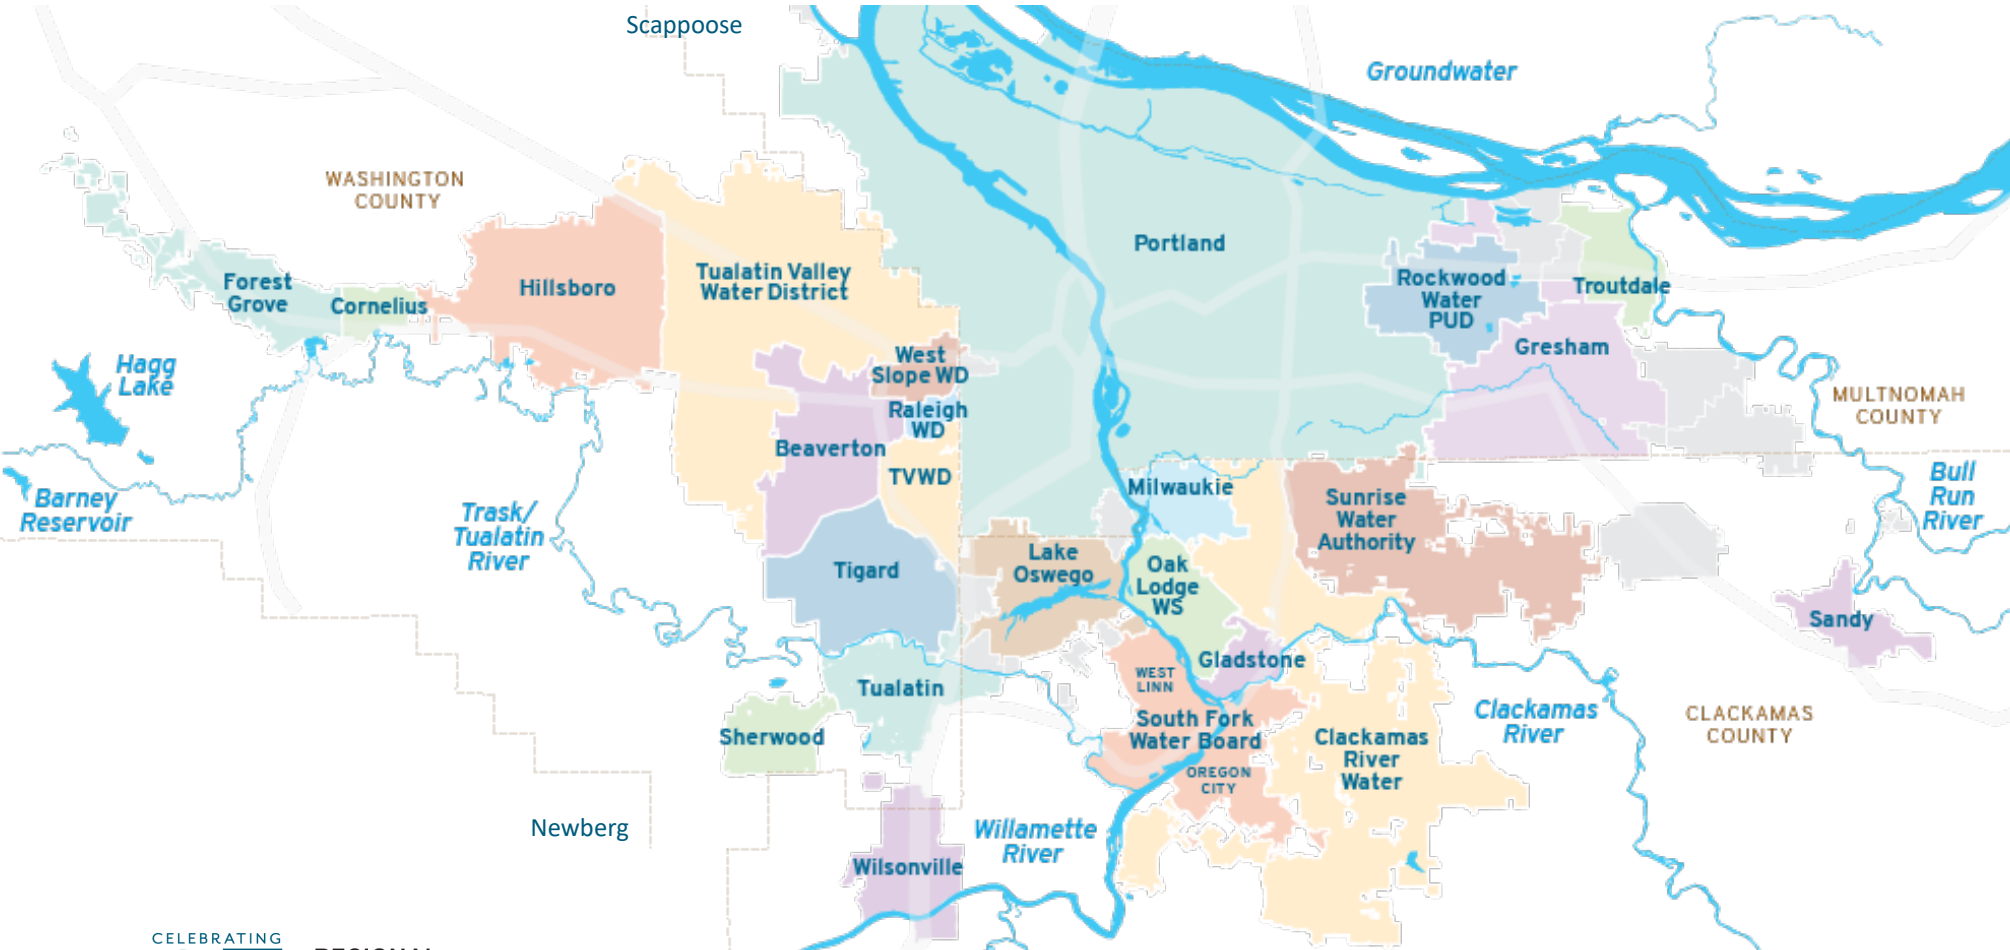 Scappoose
Groundwater
WASHINGTON
COUNTY
Portland
Forest
Grove
Cornelius
Hillsboro
Tualatin Valley
Water District
Rockwood
Water
PUD
Troutdale
Gresham
Hagg
Lake
West
Slope WD
Raleigh
WD
MULTNOMAH
COUNTY
Beaverton
TVWD
Milwaukie
Sunrise
Water
Authority
Bull
Run
River
Barney
Reservoir
Trask/
Tualatin
River
Tigard
Lake
Oswego
Oak
Lodge
WS
Sandy
Gladstone
WEST
LINN
Tualatin
South Fork
Water Board
Clackamas
River
CLACKAMAS
COUNTY
Sherwood
Clackamas
River
Water
OREGON
CITY
Newberg
Willamette
River
Wilsonville
CELEBRATING
REGIONAL